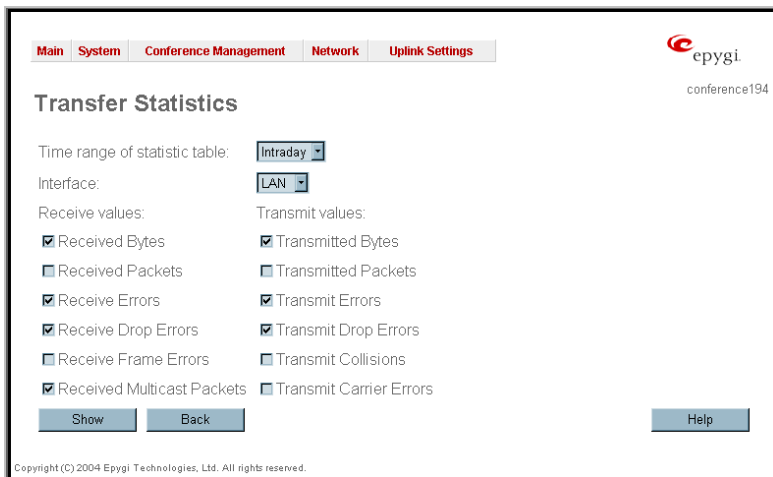 Main System Conference Management Network Uplink Settings
epygi
conference194
Transfer Statistics
Time range of statistic table: Intraday
Interface: LAN
Receive values: Transmit values:
Received Bytes Transmitted Bytes
Received Packets Transmitted Packets
Receive Errors Transmit Errors
Receive Drop Errors Transmit Drop Errors
Receive Frame Errors Transmit Collisions
Received Multicast Packets Transmit Carrier Errors
Show Back Help
Copyright (C) 2004 Epygi Technologies, Ltd. All rights reserved.